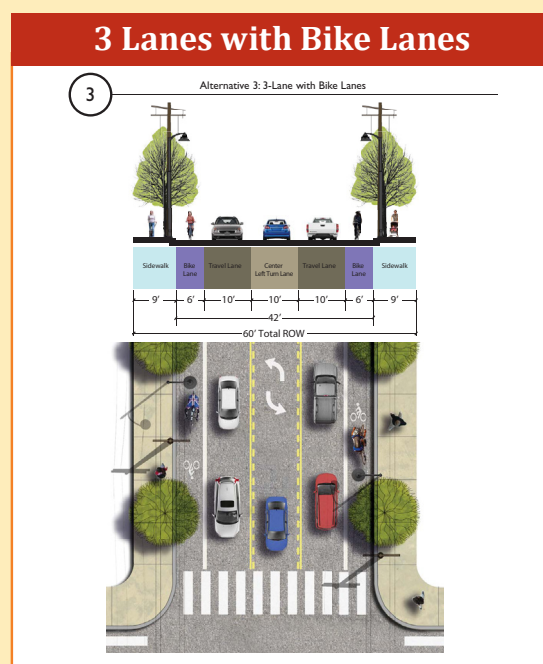 3 Lanes with Bike Lanes
3
Alternative 3: 3-Lane with Bike Lanes
Sidewalk
Bike
Lane
Travel Lane
Center
Left Turn Lane
Travel Lane
Bike
Lane
Sidewalk
9' 6' 10' 10' 10' 6' 9'
42'
60' Total ROW